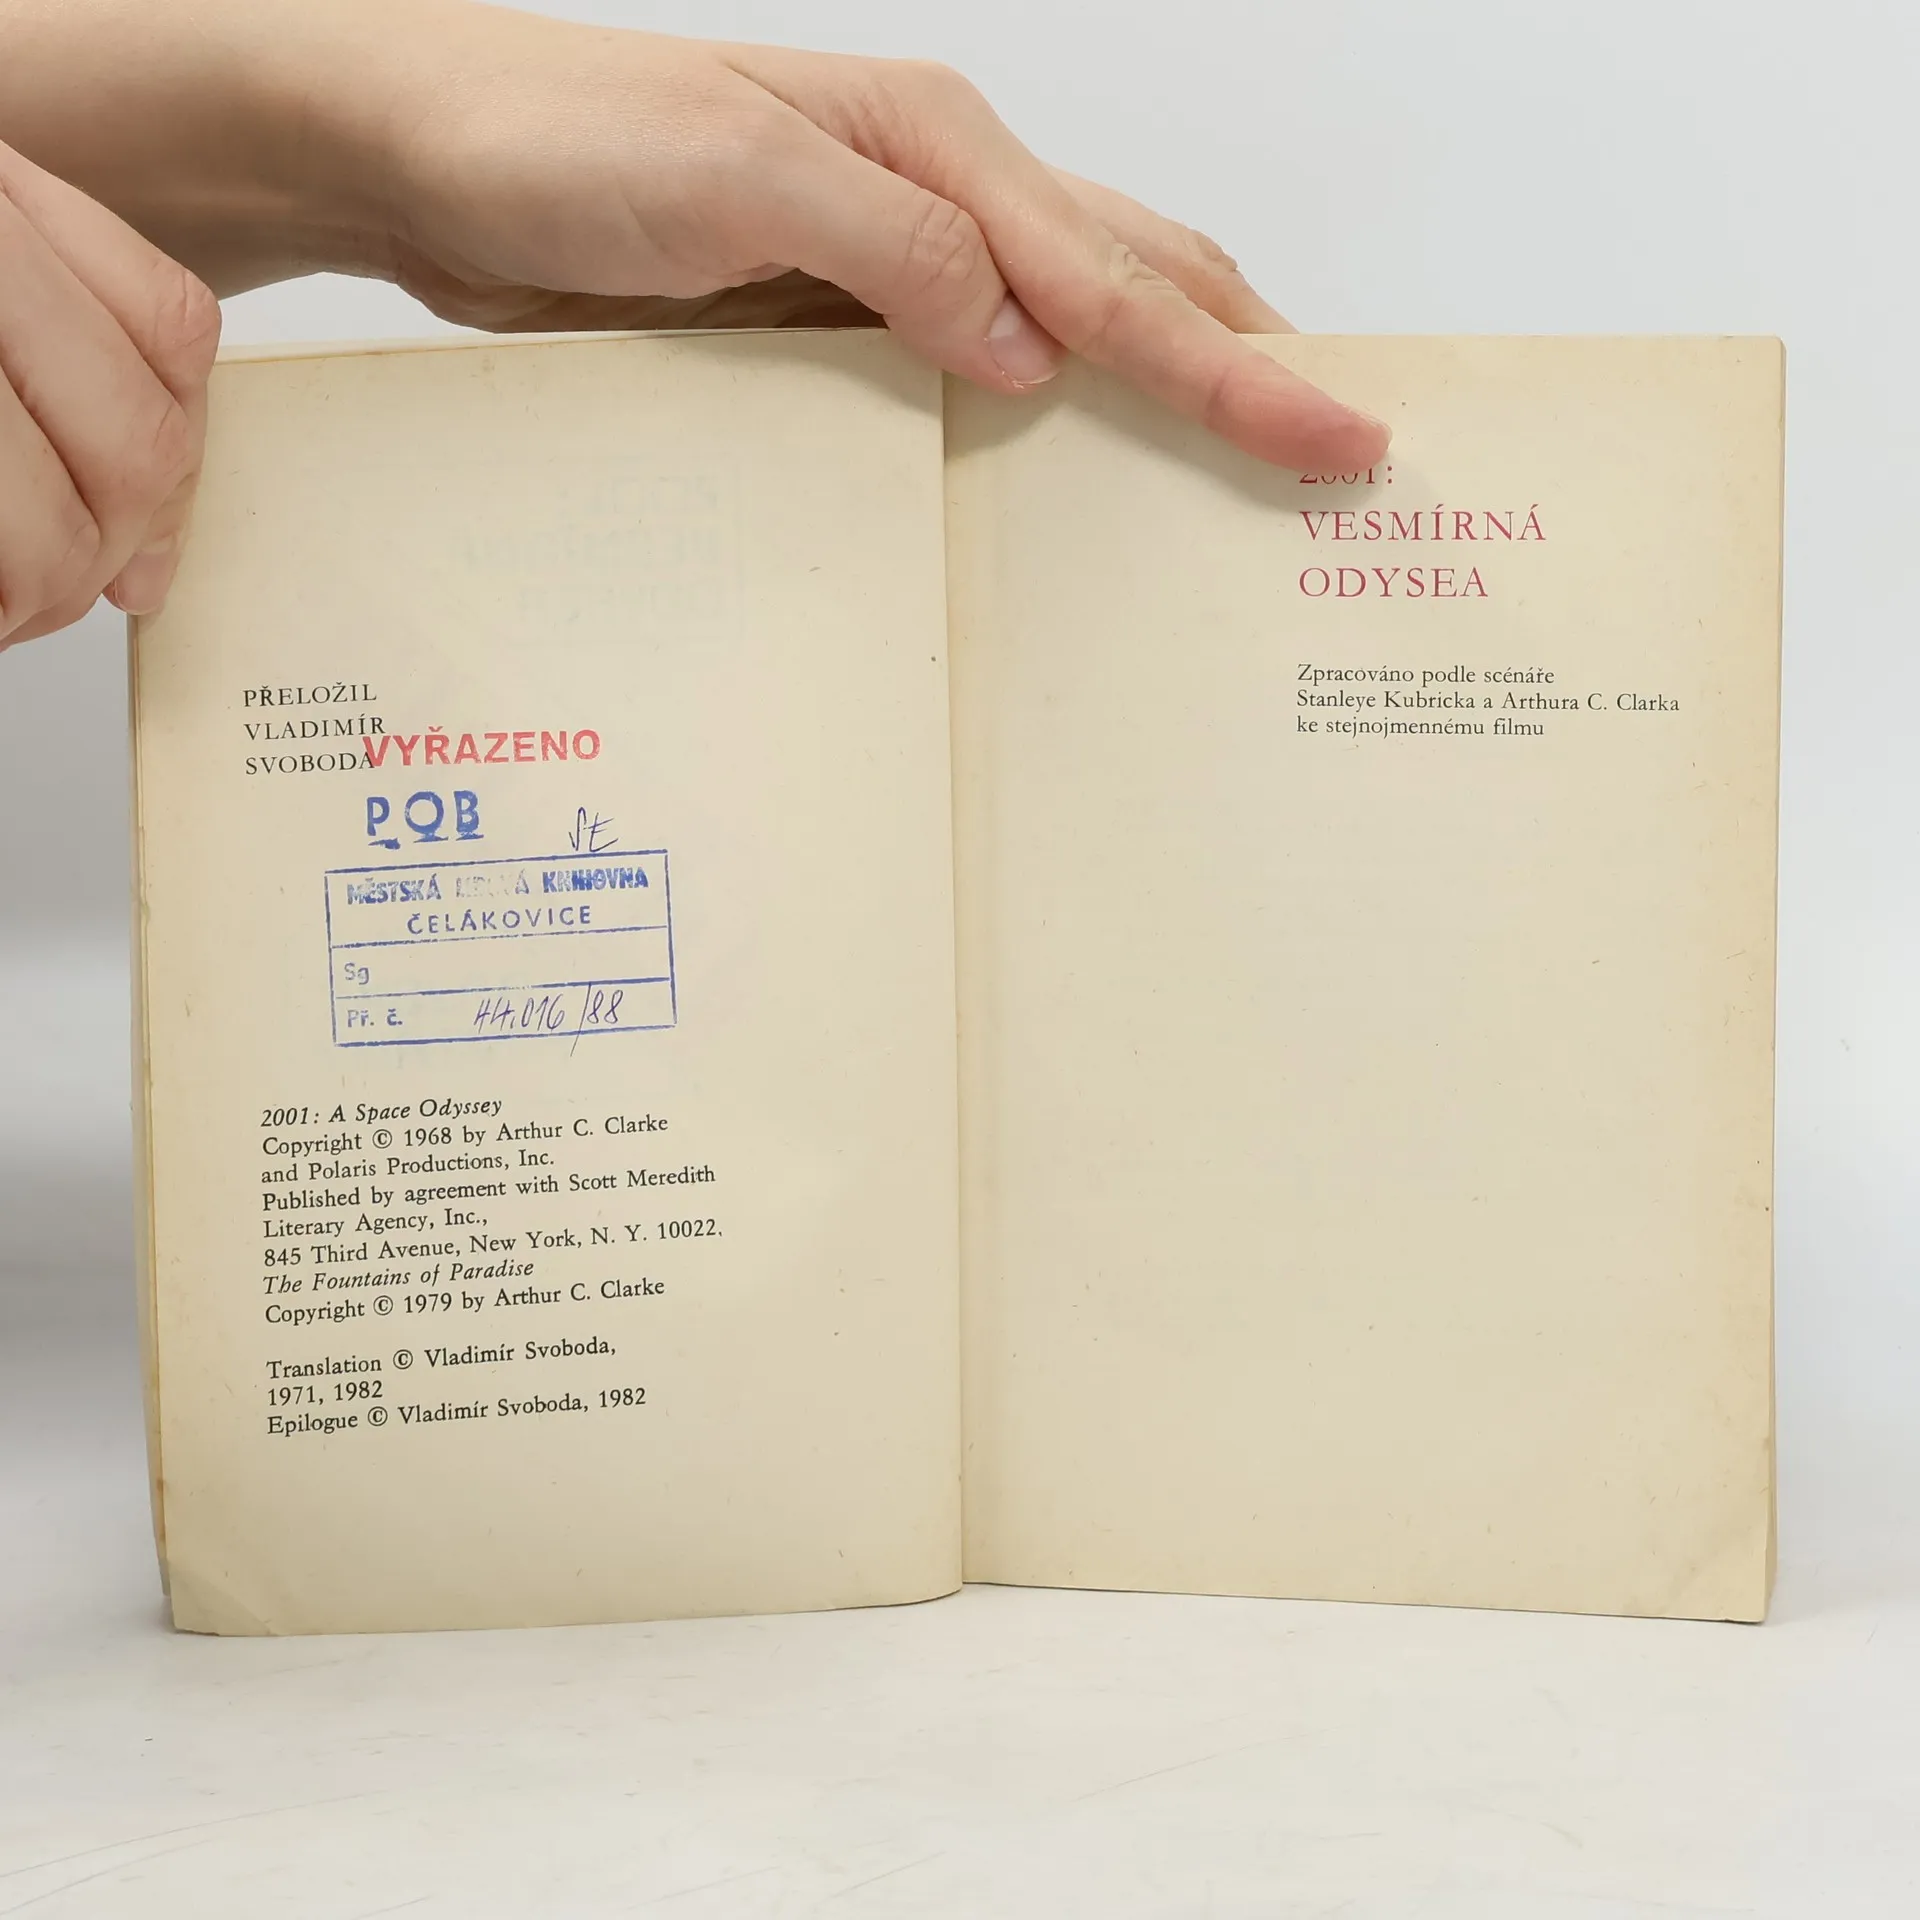 PŘELOŽIL
VLADIMÍR
SVOBODA
VYŘAZENO
POB
MĚSTSKÁ KNIHOVNA
ČELÁKOVICE
Sg
Př. č. 44.016/88
2001: A Space Odyssey
Copyright © 1968 by Arthur C. Clarke
and Polaris Productions, Inc.
Published by agreement with Scott Meredith
Literary Agency, Inc.,
845 Third Avenue, New York, N. Y. 10022.
The Fountains of Paradise
Copyright © 1979 by Arthur C. Clarke
Translation © Vladimír Svoboda,
1971, 1982
Epilogue © Vladimír Svoboda, 1982
2001:
VESMÍRNÁ
ODYSEA
Zpracováno podle scénáře
Stanleye Kubricka a Arthura C. Clarka
ke stejnojmennému filmu